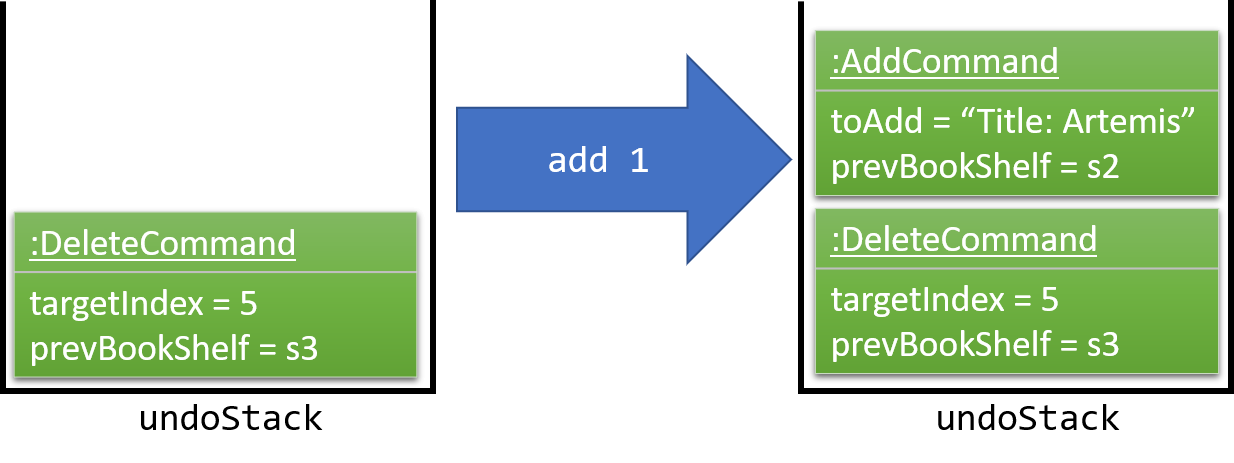 :DeleteCommand
targetIndex = 5
prevBookShelf = s3
undoStack
add 1
:AddCommand
toAdd = “Title: Artemis”
prevBookShelf = s2
:DeleteCommand
targetIndex = 5
prevBookShelf = s3
undoStack